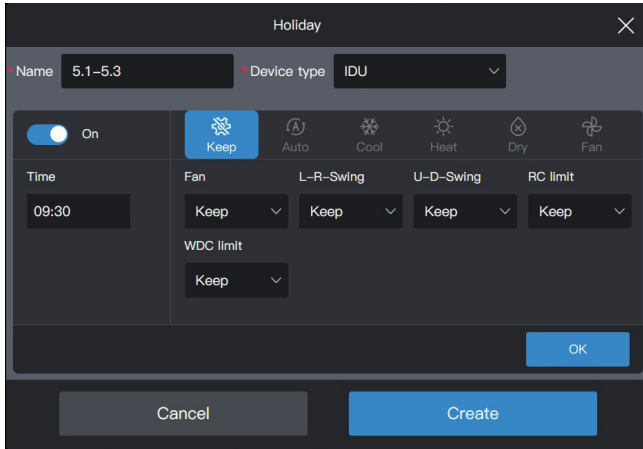 Holiday
* Name 5.1-5.3 * Device type IDU
On Keep Auto Cool Heat Dry Fan
Time Fan L-R-Swing U-D-Swing RC limit
09:30 Keep Keep Keep Keep
WDC limit
Keep
OK
Cancel Create